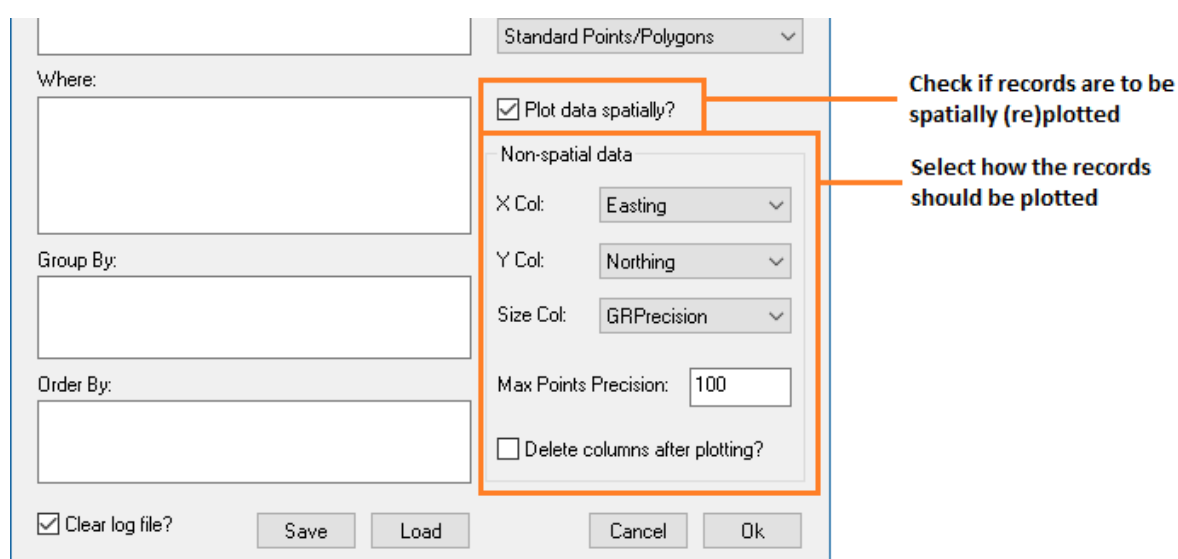 Standard Points/Polygons
Where:
Plot data spatially?
Check if records are to be
spatially (re)plotted
Non-spatial data
Select how the records
should be plotted
X Col: Easting
Group By:
Y Col: Northing
Size Col: GRPrecision
Order By:
Max Points Precision: 100
Delete columns after plotting?
Clear log file? Save Load Cancel Ok